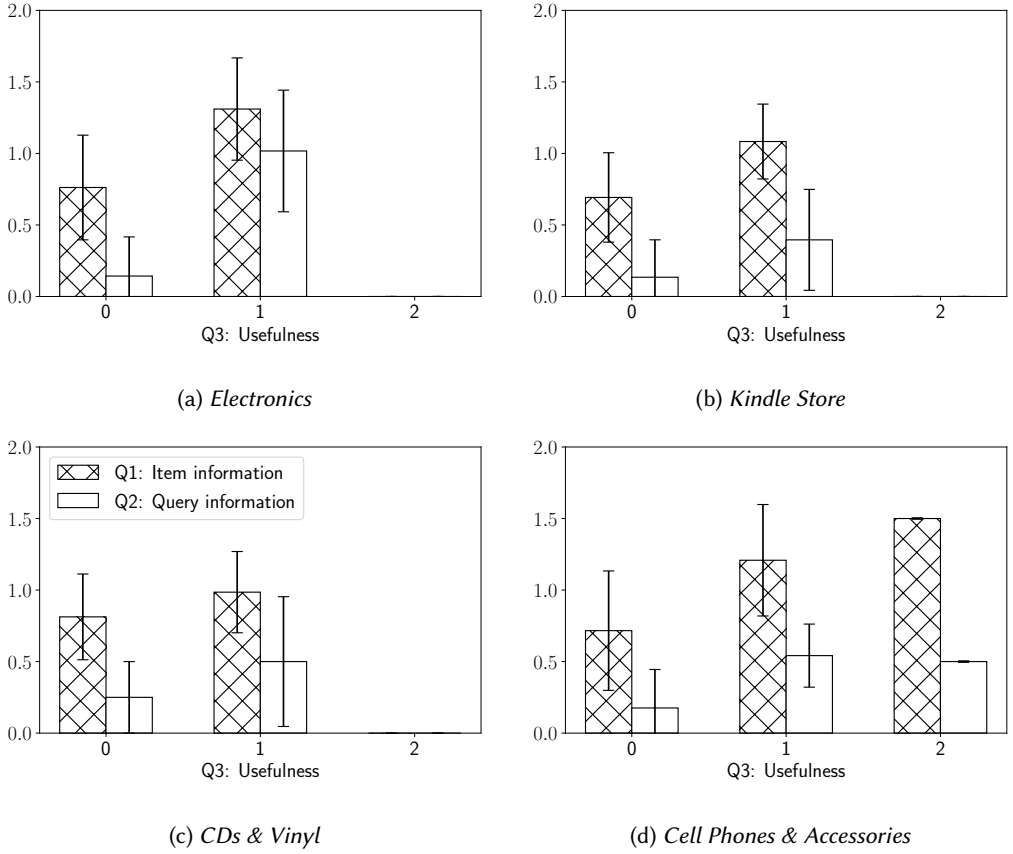 2.0
1.5
1.0
0.5
0.0
0 1 2
Q3: Usefulness
(a) Electronics
2.0
1.5
1.0
0.5
0.0
0 1 2
Q3: Usefulness
(b) Kindle Store
2.0
1.5
1.0
0.5
0.0
Q1: Item information
Q2: Query information
0 1 2
Q3: Usefulness
(c) CDs & Vinyl
2.0
1.5
1.0
0.5
0.0
0 1 2
Q3: Usefulness
(d) Cell Phones & Accessories